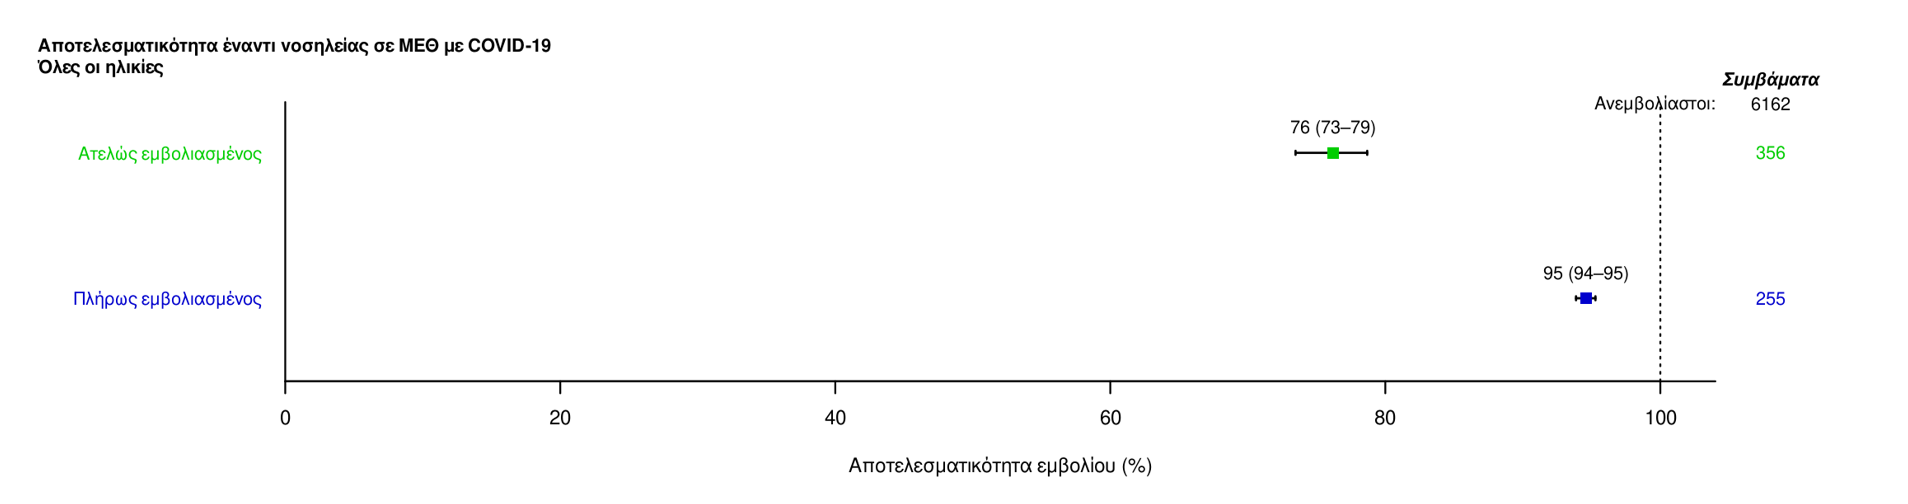 Αποτελεσματικότητα έναντι νοσηλείας σε ΜΕΘ με COVID-19
Όλες οι ηλικίες
Συμβάματα
Ανεμβολίαστοι: 6162
76 (73–79)
Ατελώς εμβολιασμένος 356
95 (94–95)
Πλήρως εμβολιασμένος 255
0 20 40 60 80 100
Αποτελεσματικότητα εμβολίου (%)